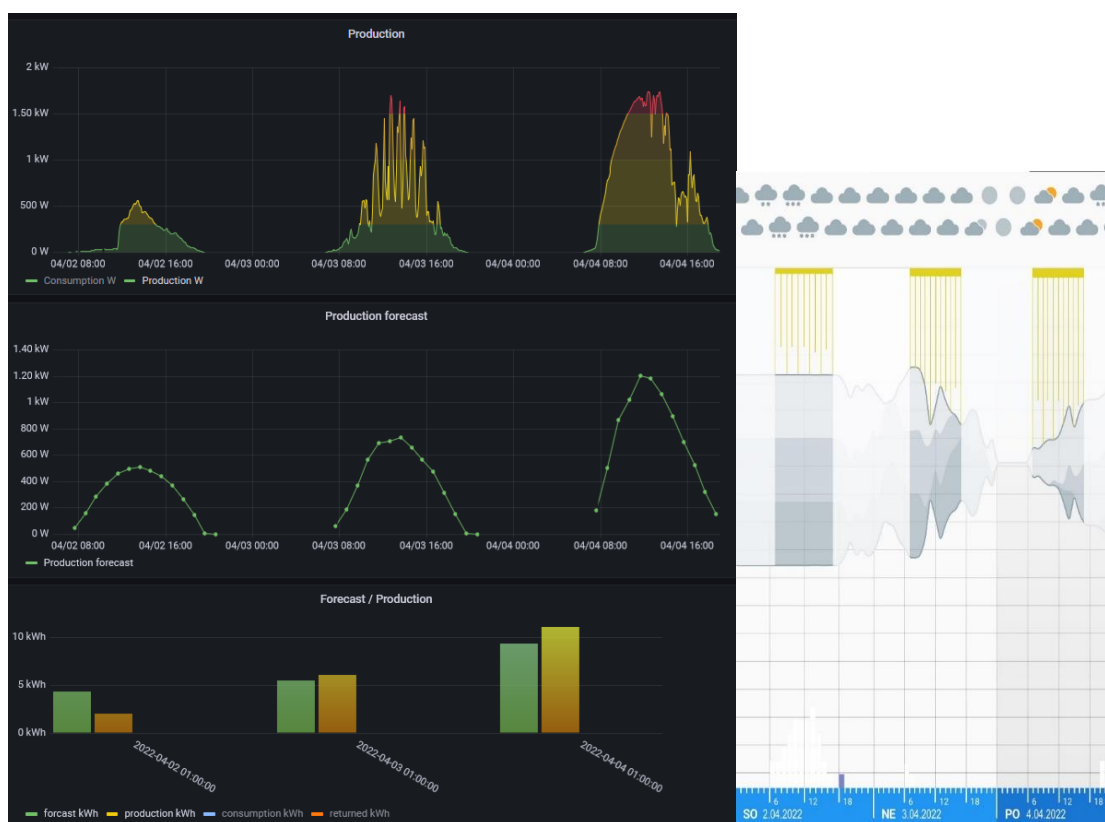 Production
2 kW
1.50 kW
1 kW
500 W
0 W
04/02 08:00 04/02 16:00 04/03 00:00 04/03 08:00 04/03 16:00 04/04 00:00 04/04 08:00 04/04 16:00
Consumption W Production W
Production forecast
1.40 kW
1.20 kW
1 kW
800 W
600 W
400 W
200 W
0 W
04/02 08:00 04/02 16:00 04/03 00:00 04/03 08:00 04/03 16:00 04/04 00:00 04/04 08:00 04/04 16:00
Production forecast
Forecast / Production
10 kWh
5 kWh
0 kWh
2022-04-02 01:00:00
2022-04-03 01:00:00
2022-04-04 01:00:00
forcast kWh production kWh consumption kWh returned kWh
6 12 18 6 12 6 12 18
SO 2.04.2022 NE 3.04.2022 PO 4.04.2022